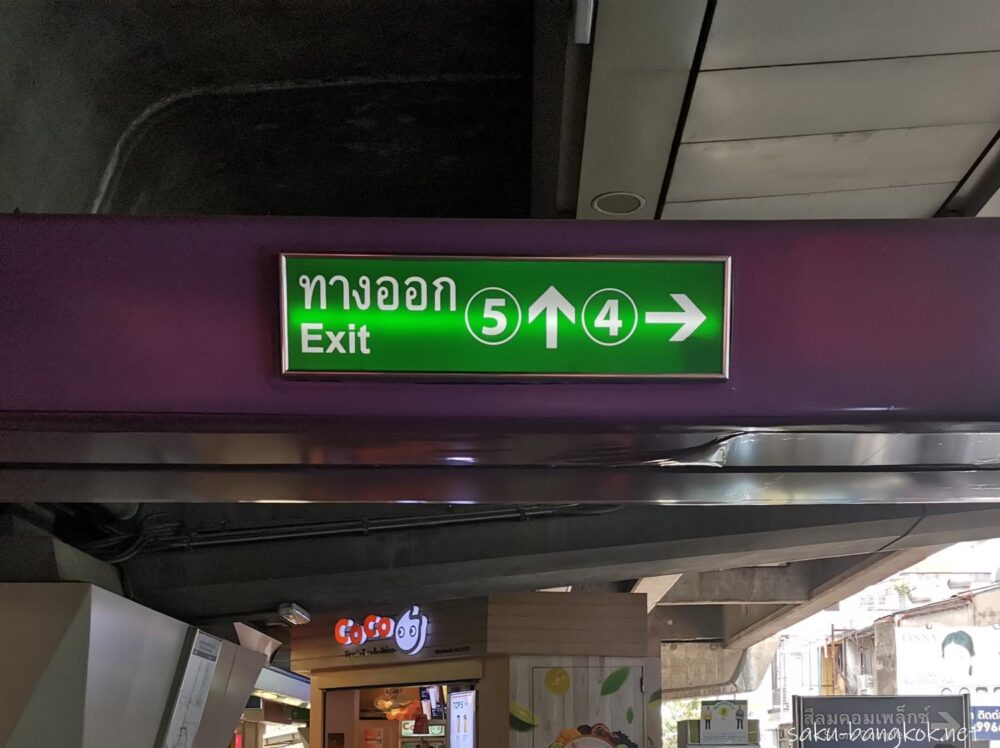 ทางออก
Exit
5 ↑ 4 →
CoCo
สีลมคอมเพล็กซ์
saku-bangkok.net